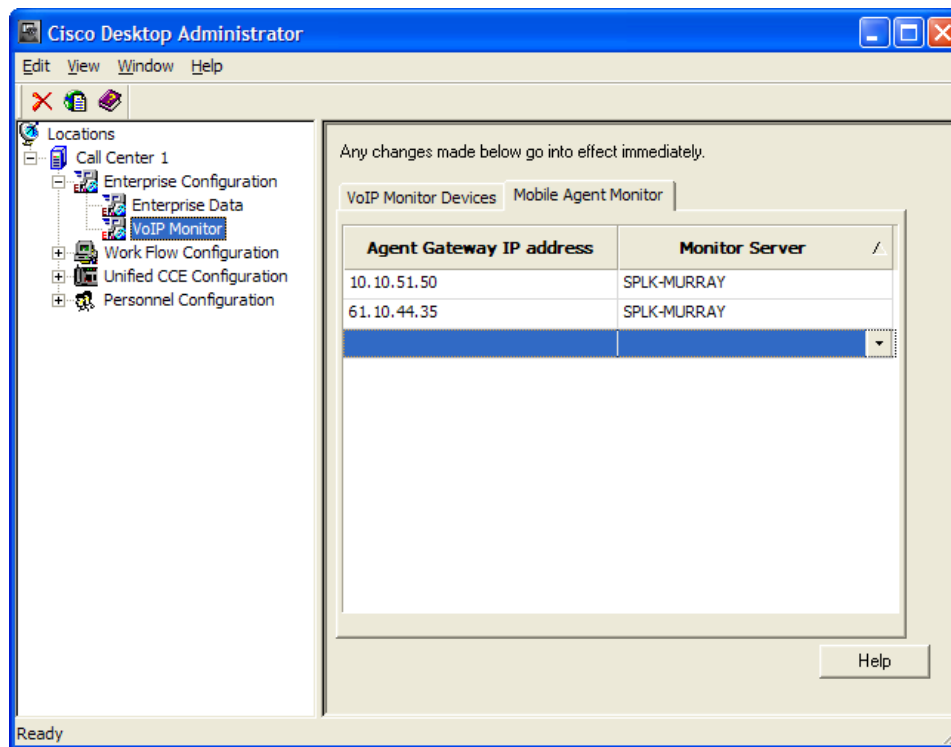 Cisco Desktop Administrator
Edit View Window Help
Locations
Call Center 1
Enterprise Configuration
Enterprise Data
VoIP Monitor
Work Flow Configuration
Unified CCE Configuration
Personnel Configuration
Any changes made below go into effect immediately.
VoIP Monitor Devices Mobile Agent Monitor
Agent Gateway IP address Monitor Server
10.10.51.50 SPLK-MURRAY
61.10.44.35 SPLK-MURRAY
Help
Ready